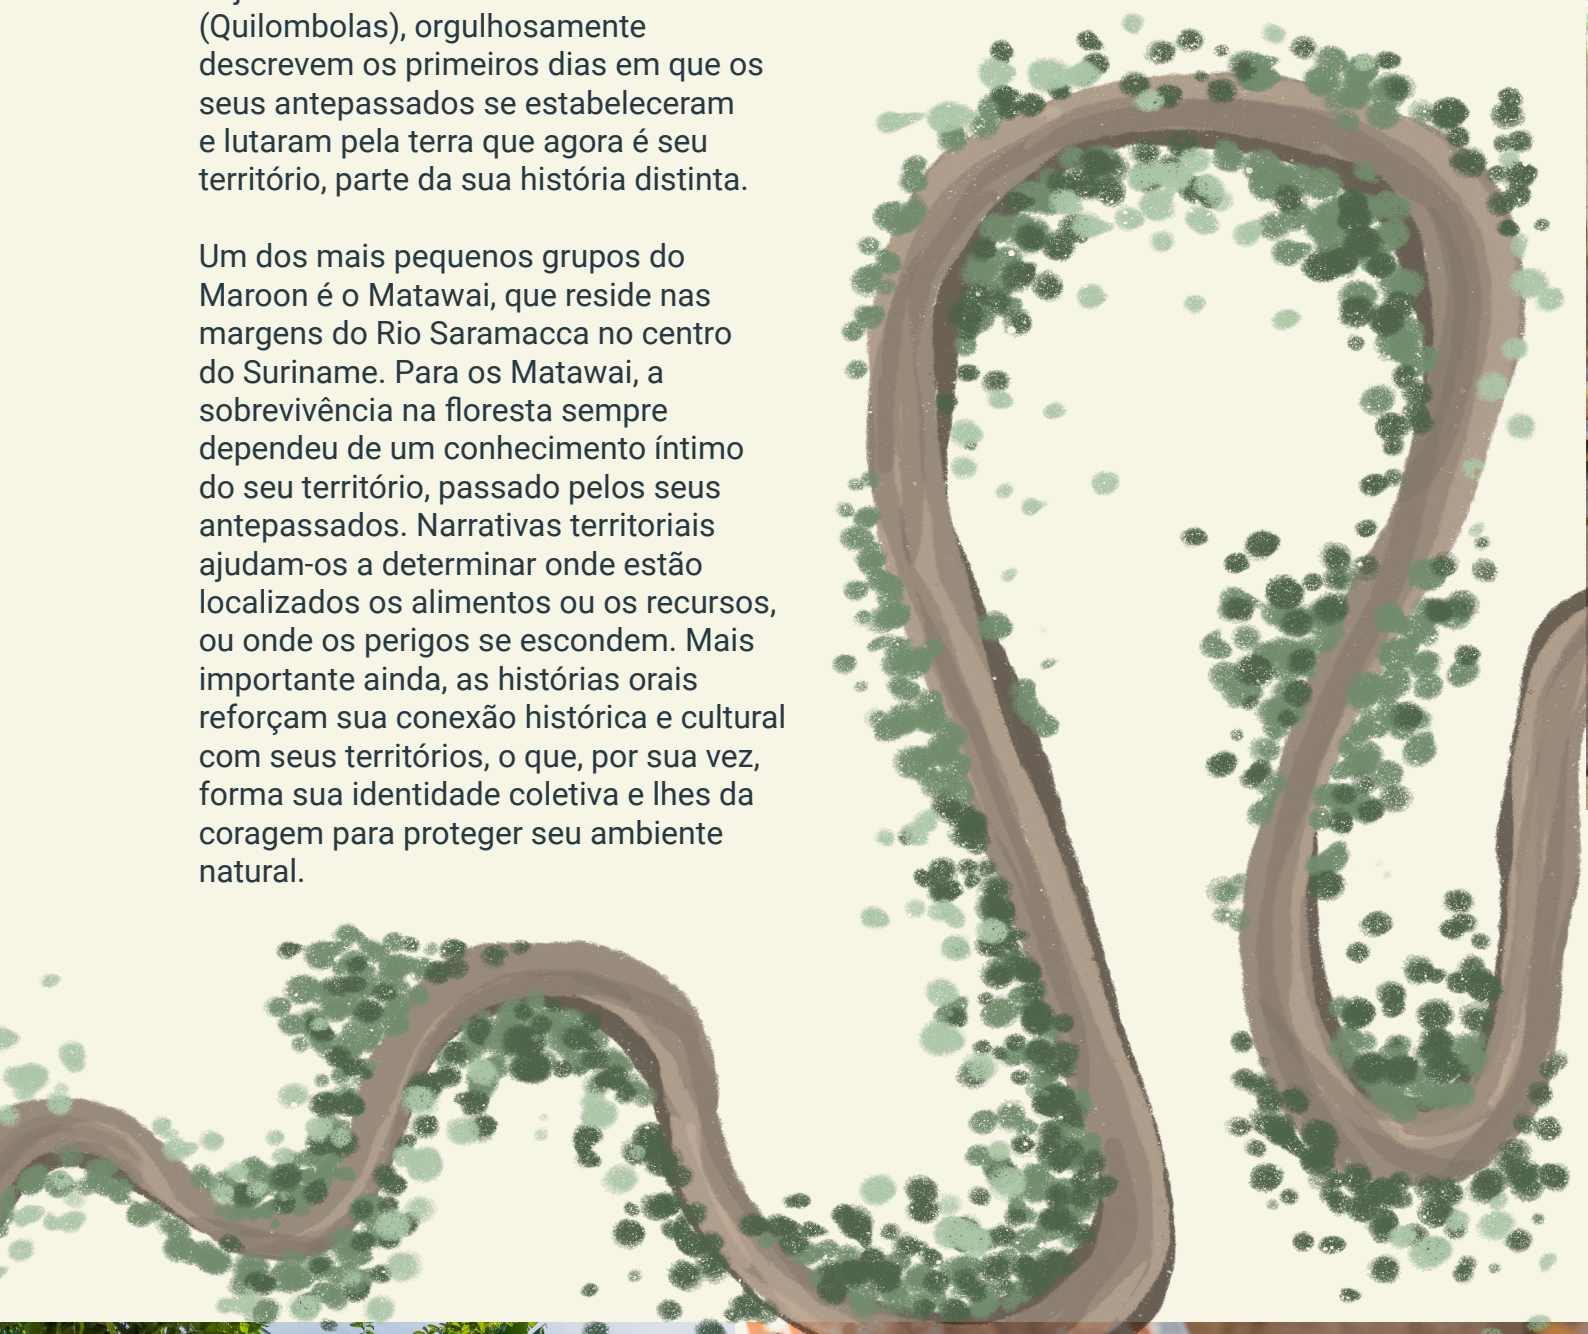 (Quilombolas), orgulhosamente
descrevem os primeiros dias em que os
seus antepassados se estabeleceram
e lutaram pela terra que agora é seu
território, parte da sua história distinta.
Um dos mais pequenos grupos do
Maroon é o Matawai, que reside nas
margens do Rio Saramacca no centro
do Suriname. Para os Matawai, a
sobrevivência na floresta sempre
dependeu de um conhecimento íntimo
do seu território, passado pelos seus
antepassados. Narrativas territoriais
ajudam-os a determinar onde estão
localizados os alimentos ou os recursos,
ou onde os perigos se escondem. Mais
importante ainda, as histórias orais
reforçam sua conexão histórica e cultural
com seus territórios, o que, por sua vez,
forma sua identidade coletiva e lhes da
coragem para proteger seu ambiente
natural.